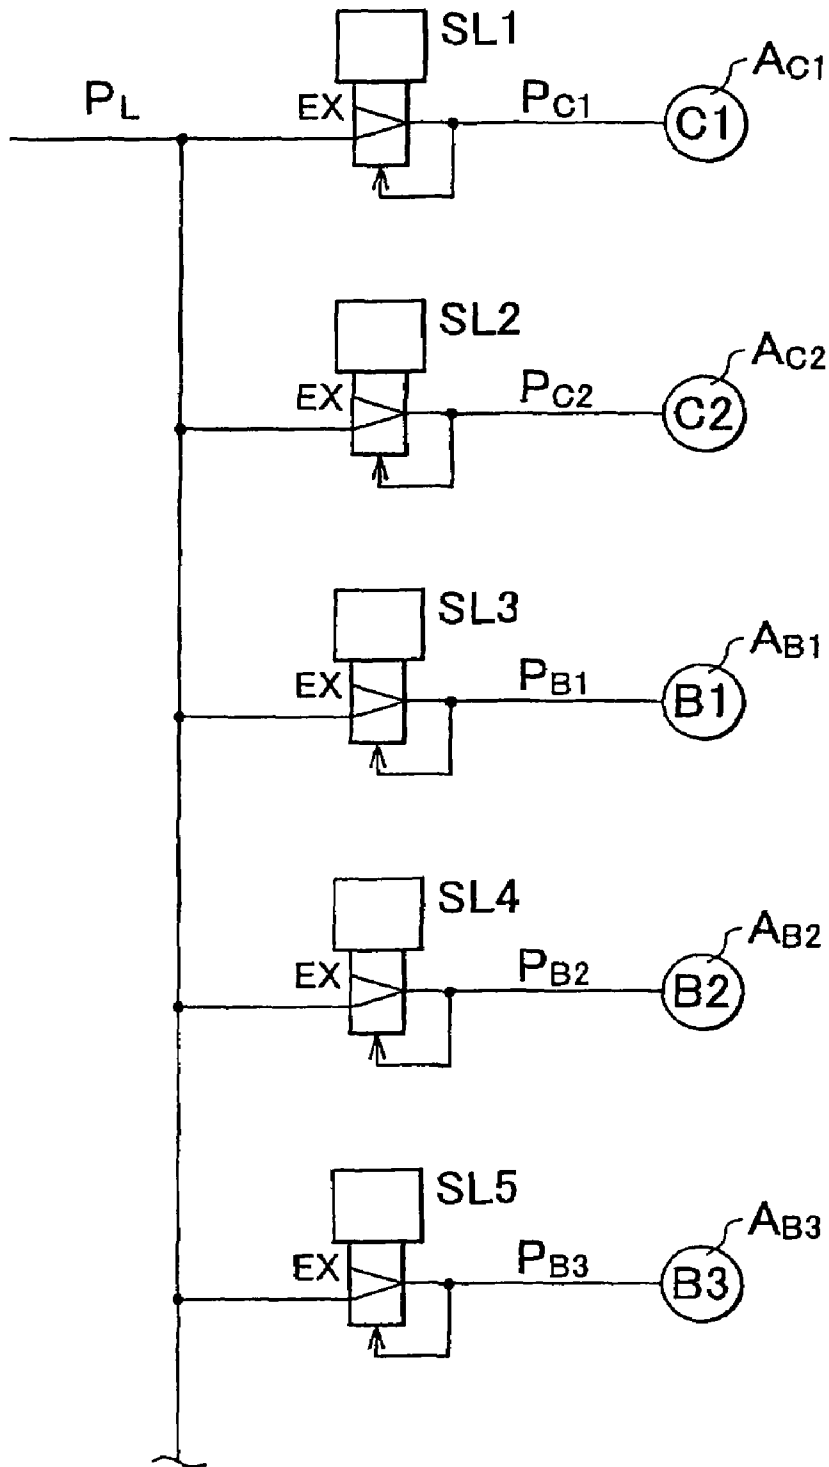 SL1
AC1
PL
EX
PC1
C1
SL2
AC2
EX
PC2
C2
SL3
AB1
EX
PB1
B1
SL4
AB2
EX
PB2
B2
SL5
AB3
EX
PB3
B3